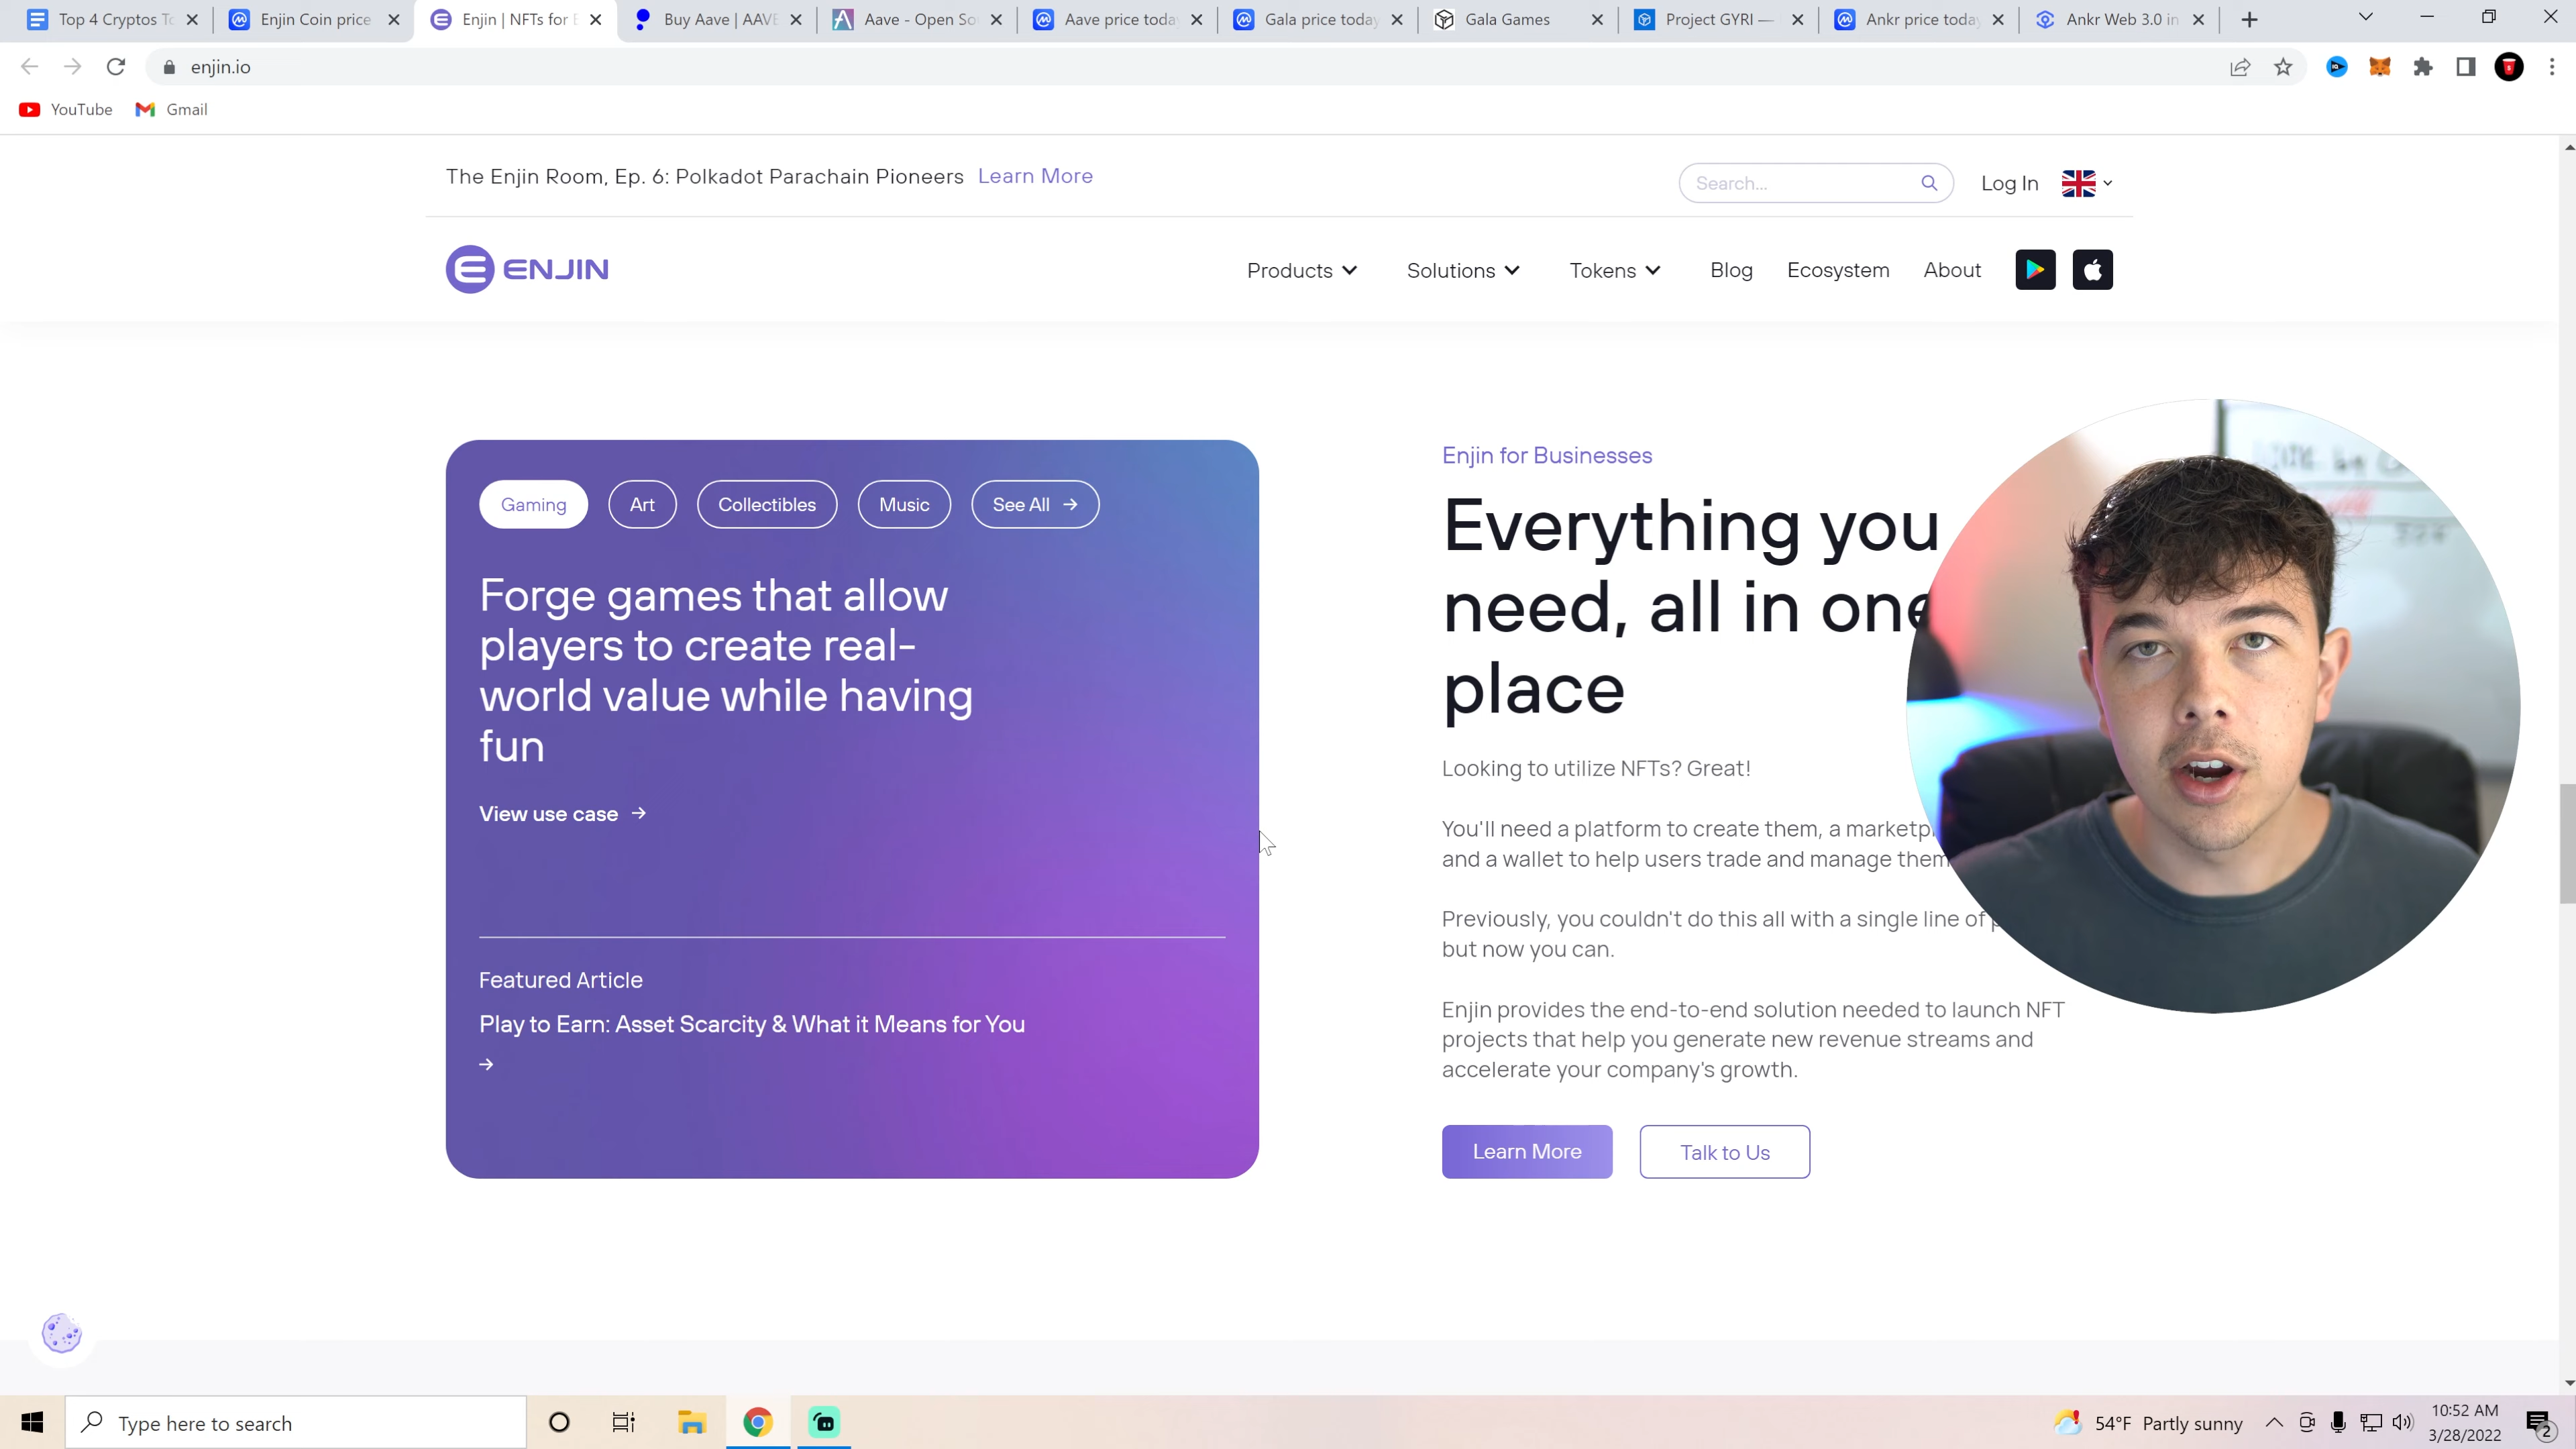 Top 4 Cryptos To
Enjin Coin price
Enjin | NFTs for E
Buy Aave | AAVE
Aave - Open So
Aave price today
Gala price today
Gala Games
Project GYRI —
Ankr price today
Ankr Web 3.0 in
enjin.io
YouTube
Gmail
The Enjin Room, Ep. 6: Polkadot Parachain Pioneers Learn More
Search...
Log In
ENJIN
Products
Solutions
Tokens
Blog
Ecosystem
About
Gaming
Art
Collectibles
Music
See All →
Forge games that allow
players to create real-
world value while having
fun
View use case →
Featured Article
Play to Earn: Asset Scarcity & What it Means for You
→
Enjin for Businesses
Everything you
need, all in one
place
Looking to utilize NFTs? Great!
You'll need a platform to create them, a marketp
and a wallet to help users trade and manage them
Previously, you couldn't do this all with a single line of
but now you can.
Enjin provides the end-to-end solution needed to launch NFT
projects that help you generate new revenue streams and
accelerate your company's growth.
Learn More
Talk to Us
Type here to search
54°F Partly sunny
10:52 AM
3/28/2022
2